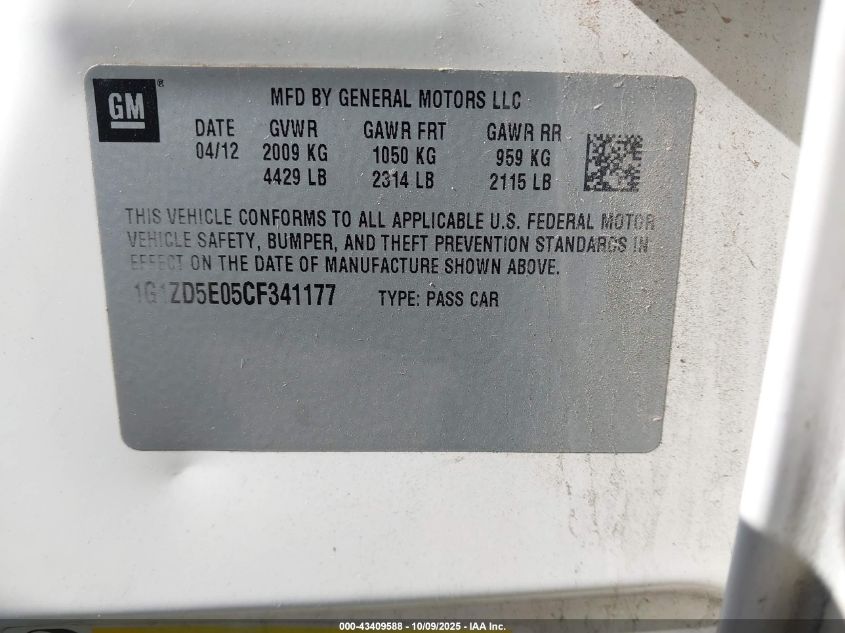 GM®
MFD BY GENERAL MOTORS LLC
DATE GVWR GAWR FRT GAWR RR
04/12 2009 KG 1050 KG 959 KG
4429 LB 2314 LB 2115 LB
THIS VEHICLE CONFORMS TO ALL APPLICABLE U.S. FEDERAL MOTOR
VEHICLE SAFETY, BUMPER, AND THEFT PREVENTION STANDARDS IN
EFFECT ON THE DATE OF MANUFACTURE SHOWN ABOVE.
1G1ZD5E05CF341177 TYPE: PASS CAR
000-43409588 - 10/09/2025 - IAA Inc.